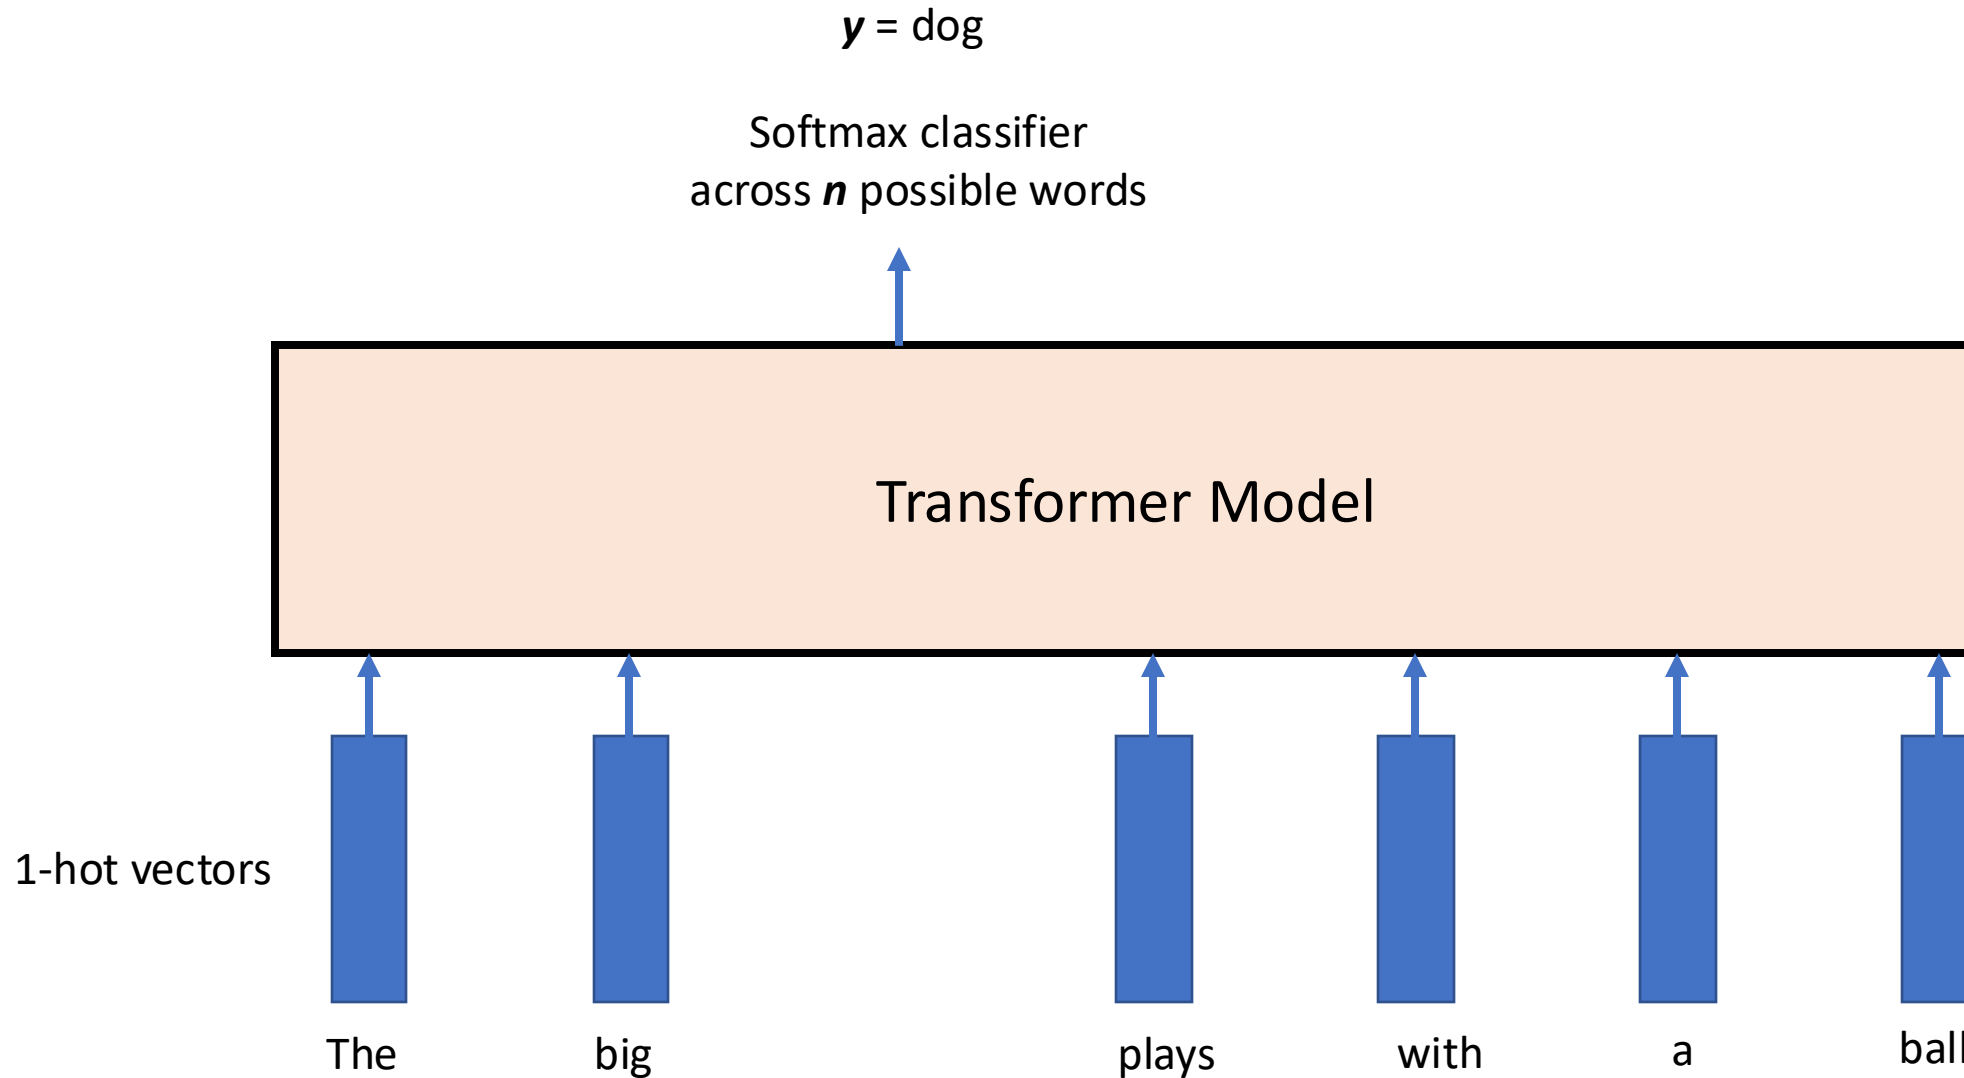 y = dog
Softmax classifier
across n possible words
Transformer Model
1-hot vectors
The big plays with a ball